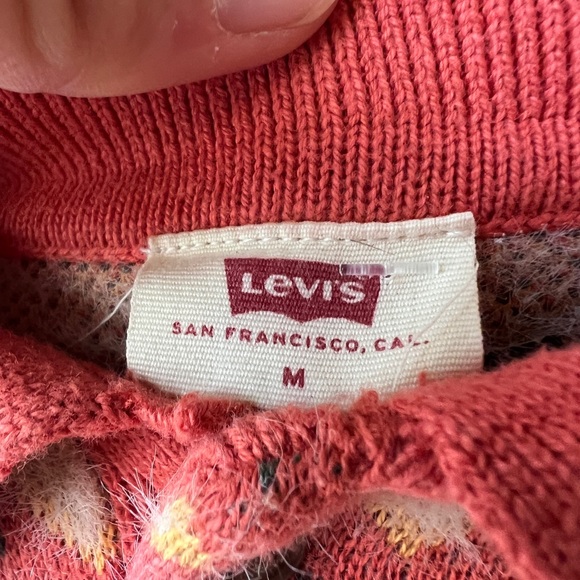 LEVI'S
SAN FRANCISCO, CAL.
M